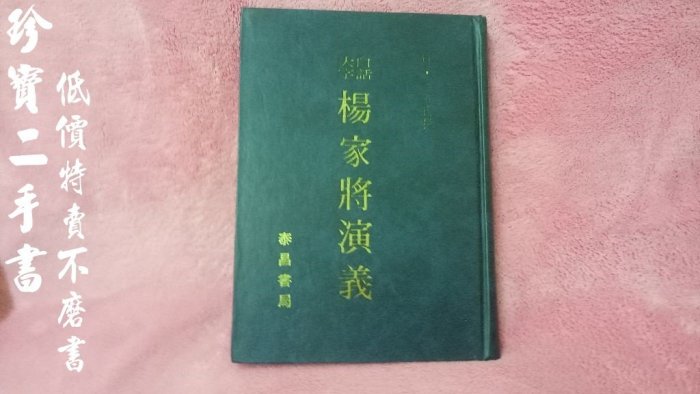 珍寶二手書
低價特賣不磨書
白話
大字
楊家將演義
泰昌書局